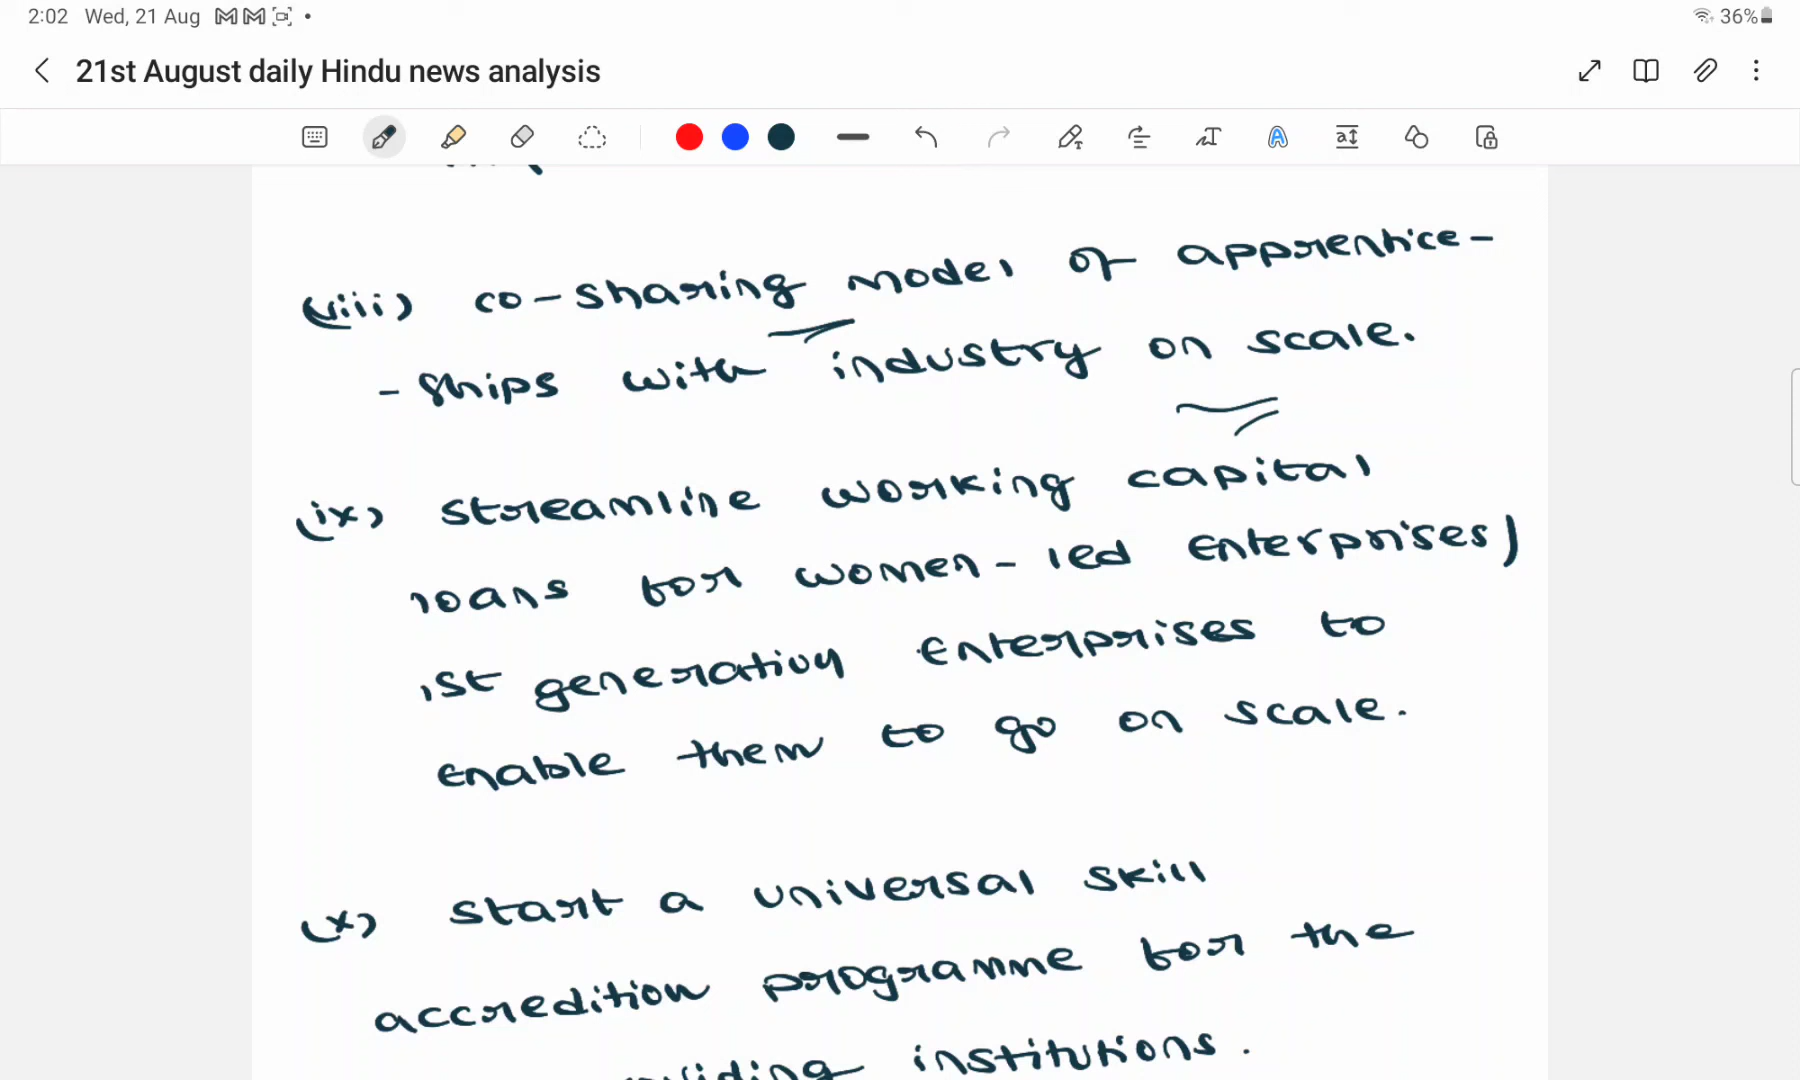 2:02 Wed, 21 Aug 36%
21st August daily Hindu news analysis
(viii) co-sharing model of apprentice-
-ships with industry on scale.
(ix) streamline working capital
loans for women-led enterprises)
1st generation enterprises to
enable them to go on scale.
(x) start a universal skill
accredition programme for the
institutions.